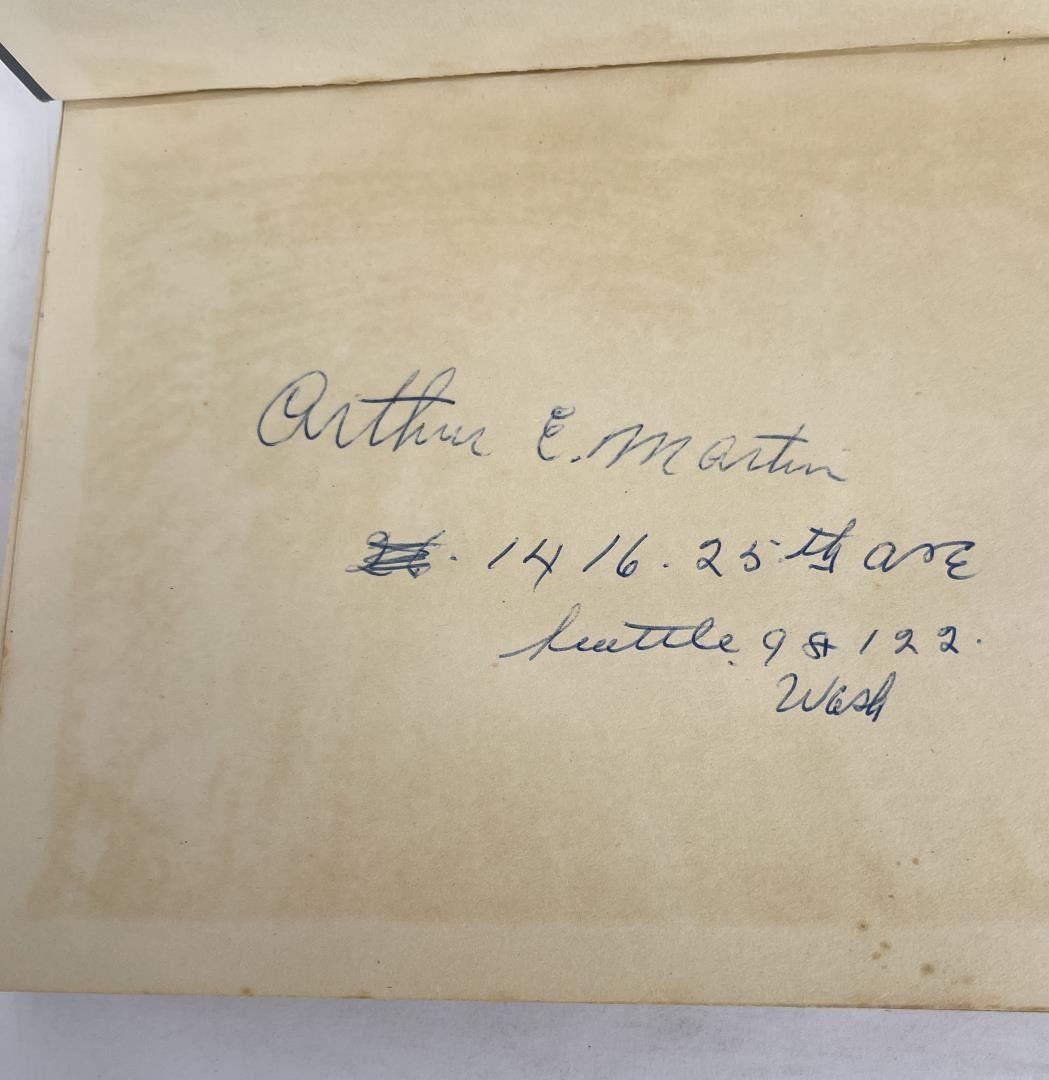 Arthur E. Martin
. 1416. 25th ave
Seattle. 98122.
Wash